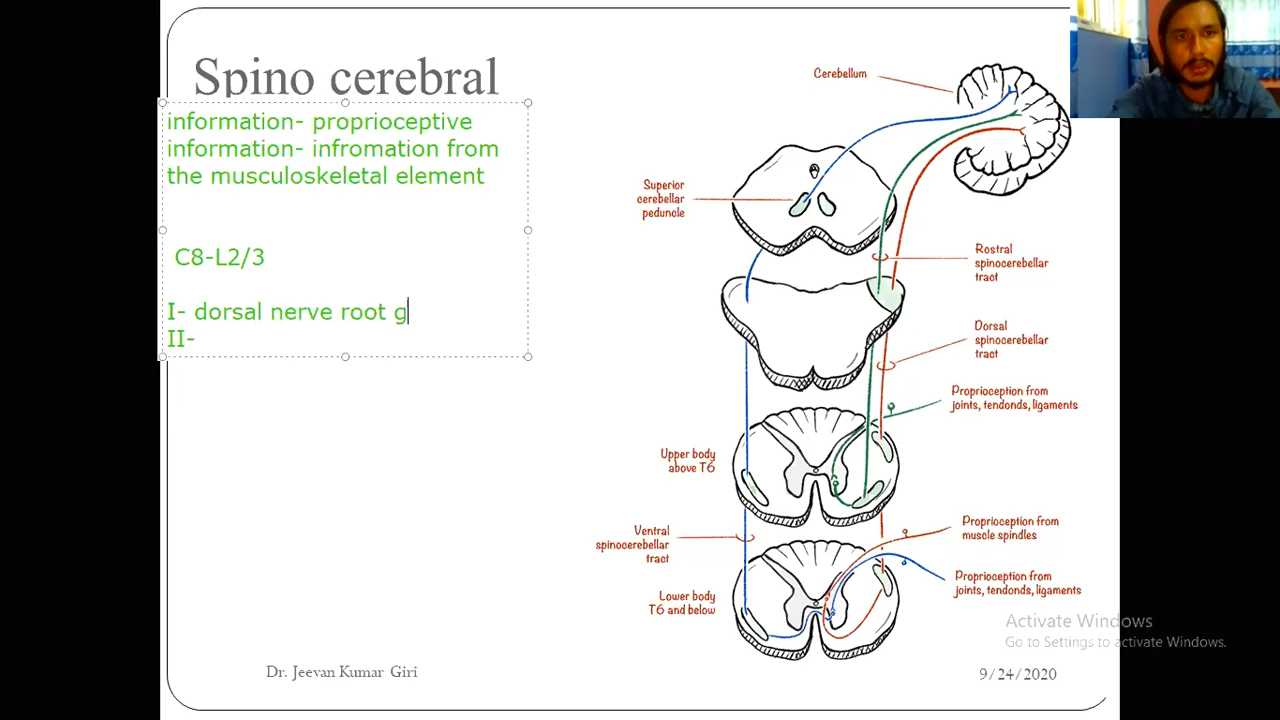 Spino cerebral
information- proprioceptive
information- infromation from
the musculoskeletal element
C8-L2/3
I- dorsal nerve root g
II-
Cerebellum
Superior
cerebellar
peduncle
Rostral
spinocerebellar
tract
Dorsal
spinocerebellar
tract
Proprioception from
joints, tendonds, ligaments
Upper body
above T6
Ventral
spinocerebellar
tract
Proprioception from
muscle spindles
Lower body
T6 and below
Proprioception from
joints, tendonds, ligaments
Activate Windows
Go to Settings to activate Windows.
Dr. Jeevan Kumar Giri
9/24/2020